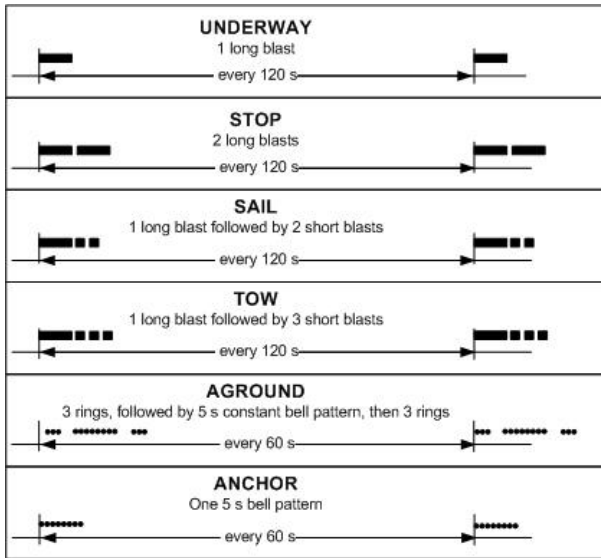 UNDERWAY
1 long blast
every 120 s
STOP
2 long blasts
every 120 s
SAIL
1 long blast followed by 2 short blasts
every 120 s
TOW
1 long blast followed by 3 short blasts
every 120 s
AGROUND
3 rings, followed by 5 s constant bell pattern, then 3 rings
every 60 s
ANCHOR
One 5 s bell pattern
every 60 s